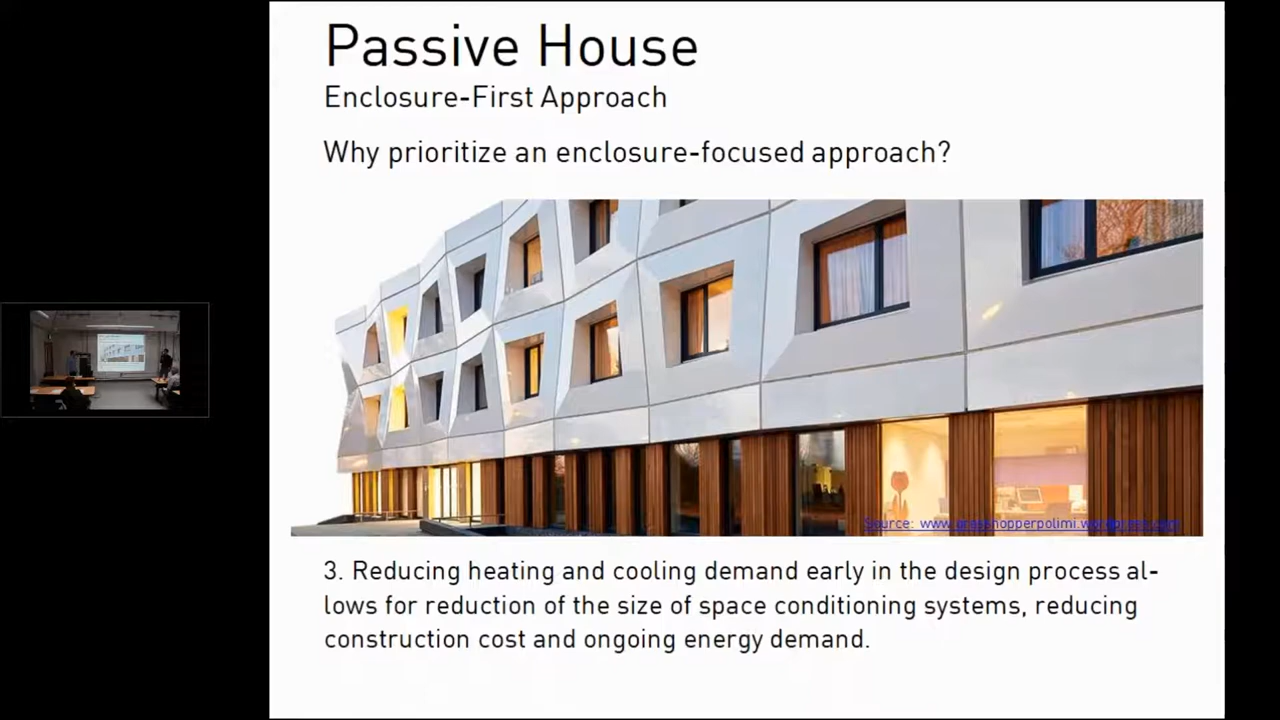 Passive House
Enclosure-First Approach
Why prioritize an enclosure-focused approach?
Source: www.grasshopperpolimi.wordpress.com
3. Reducing heating and cooling demand early in the design process al-
lows for reduction of the size of space conditioning systems, reducing
construction cost and ongoing energy demand.